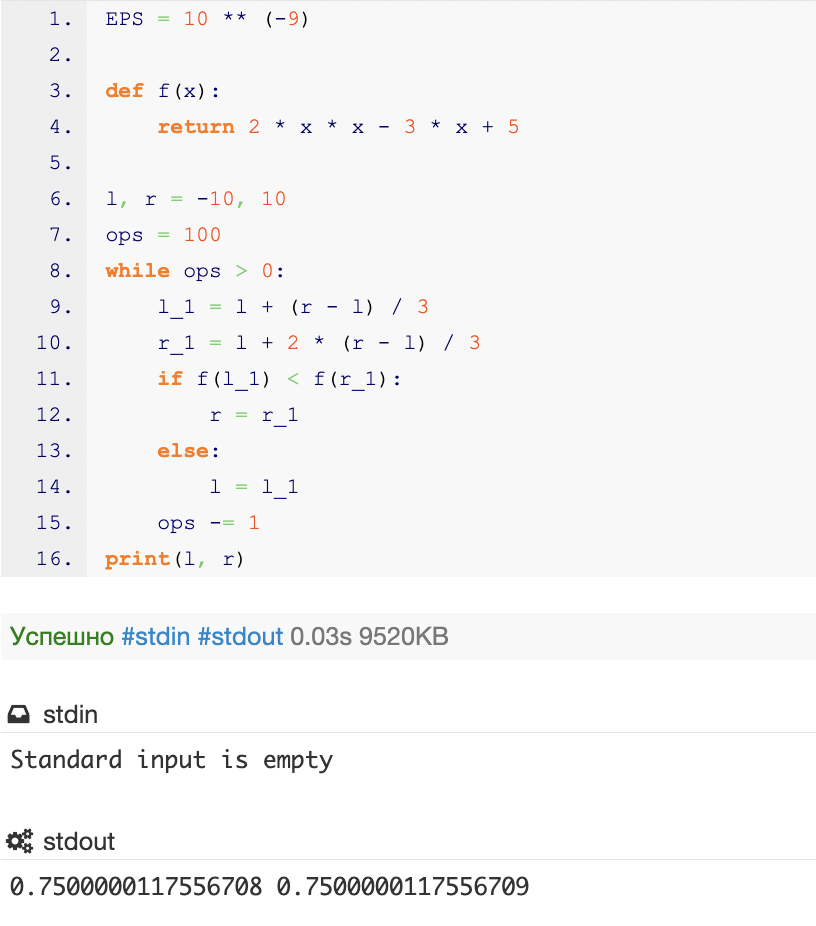 1. EPS = 10 ** (-9)
2.
3. def f(x):
4.     return 2 * x * x - 3 * x + 5
5.
6. l, r = -10, 10
7. ops = 100
8. while ops > 0:
9.     l_1 = l + (r - l) / 3
10.     r_1 = l + 2 * (r - l) / 3
11.     if f(l_1) < f(r_1):
12.         r = r_1
13.     else:
14.         l = l_1
15.     ops -= 1
16. print(l, r)
Успешно #stdin #stdout 0.03s 9520KB
stdin
Standard input is empty
stdout
0.7500000117556708 0.7500000117556709